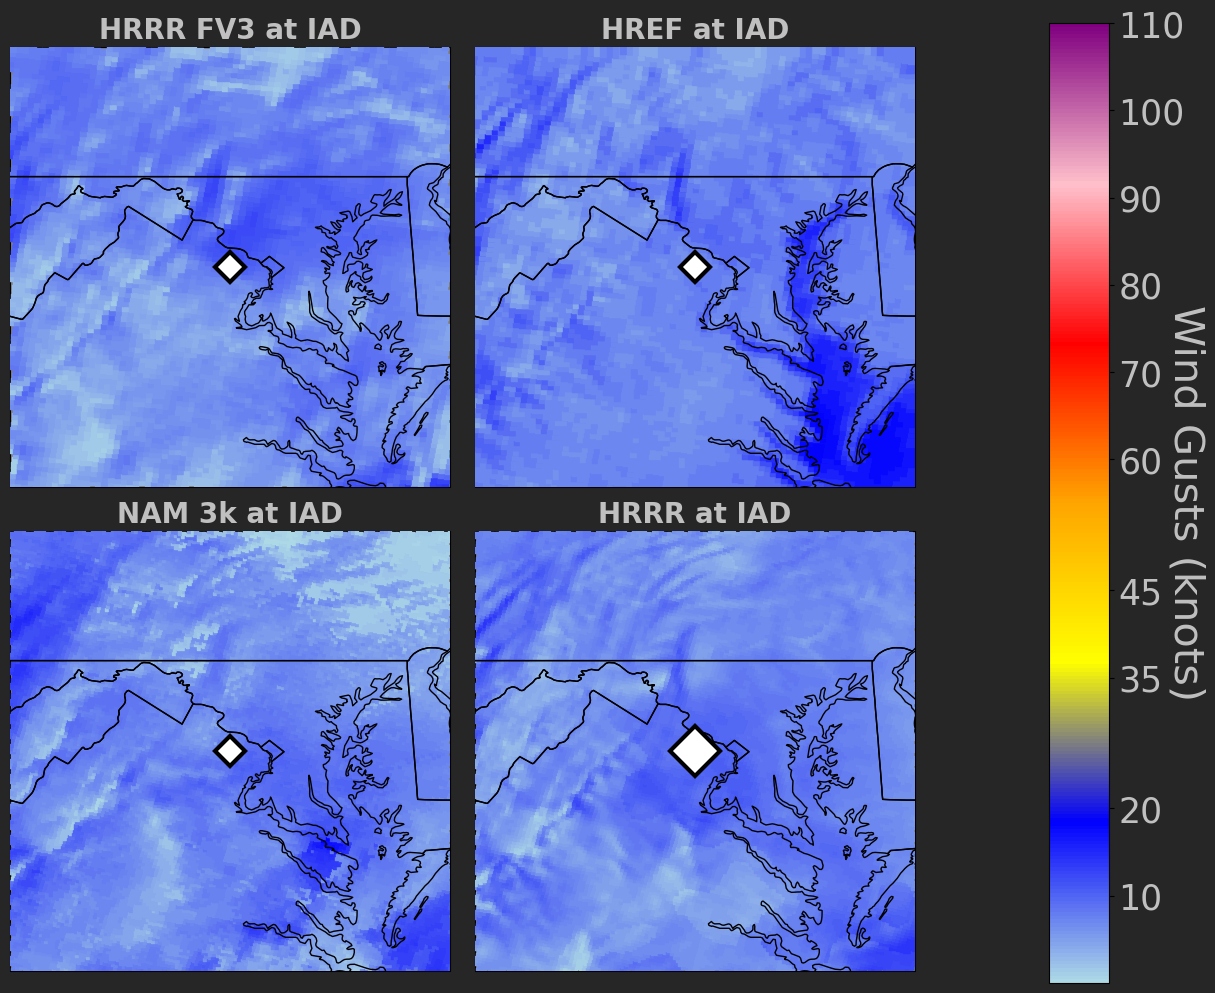 HRRR FV3 at IAD
HREF at IAD
NAM 3k at IAD
HRRR at IAD
110
100
90
80
70
60
45
35
20
10
Wind Gusts (knots)